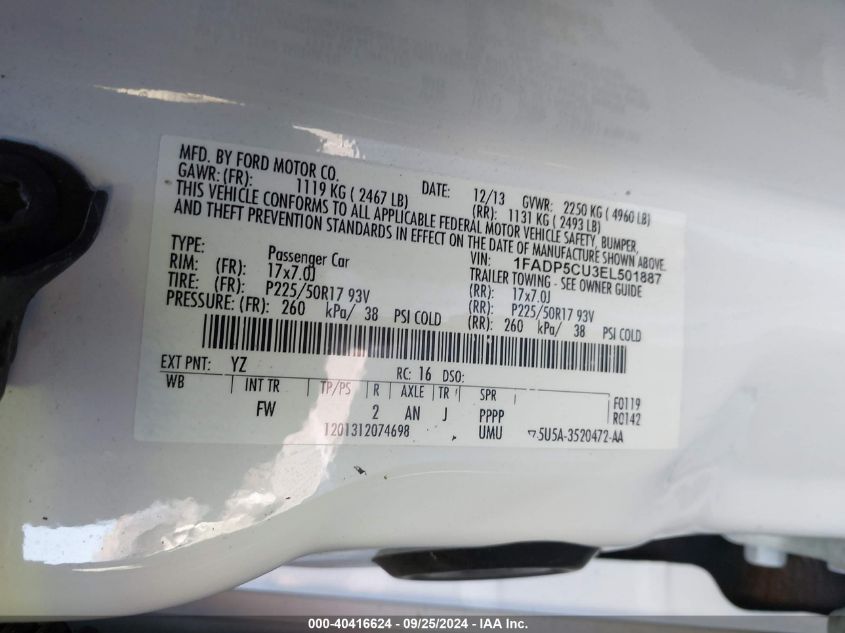 MFD. BY FORD MOTOR CO.
DATE: 12/13 GVWR: 2250 KG ( 4960 LB)
GAWR: (FR): 1119 KG ( 2467 LB) (RR): 1131 KG ( 2493 LB)
THIS VEHICLE CONFORMS TO ALL APPLICABLE FEDERAL MOTOR VEHICLE SAFETY, BUMPER,
AND THEFT PREVENTION STANDARDS IN EFFECT ON THE DATE OF MANUFACTURE SHOWN ABOVE.
VIN: 1FADP5CU3EL501887
TYPE: Passenger Car TRAILER TOWING - SEE OWNER GUIDE
RIM: (FR): 17x7.0J (RR): 17x7.0J
TIRE: (FR): P225/50R17 93V (RR): P225/50R17 93V
PRESSURE: (FR): 260 kPa/ 38 PSI COLD (RR): 260 kPa/ 38 PSI COLD
EXT PNT: YZ RC: 16 DSO:
WB INT TR TP/PS R AXLE TR SPR
FW 2 AN J PPPP
F0119
R0142
1201312074698 UMU 5U5A-3520472-AA
000-40416624 - 09/25/2024 - IAA Inc.